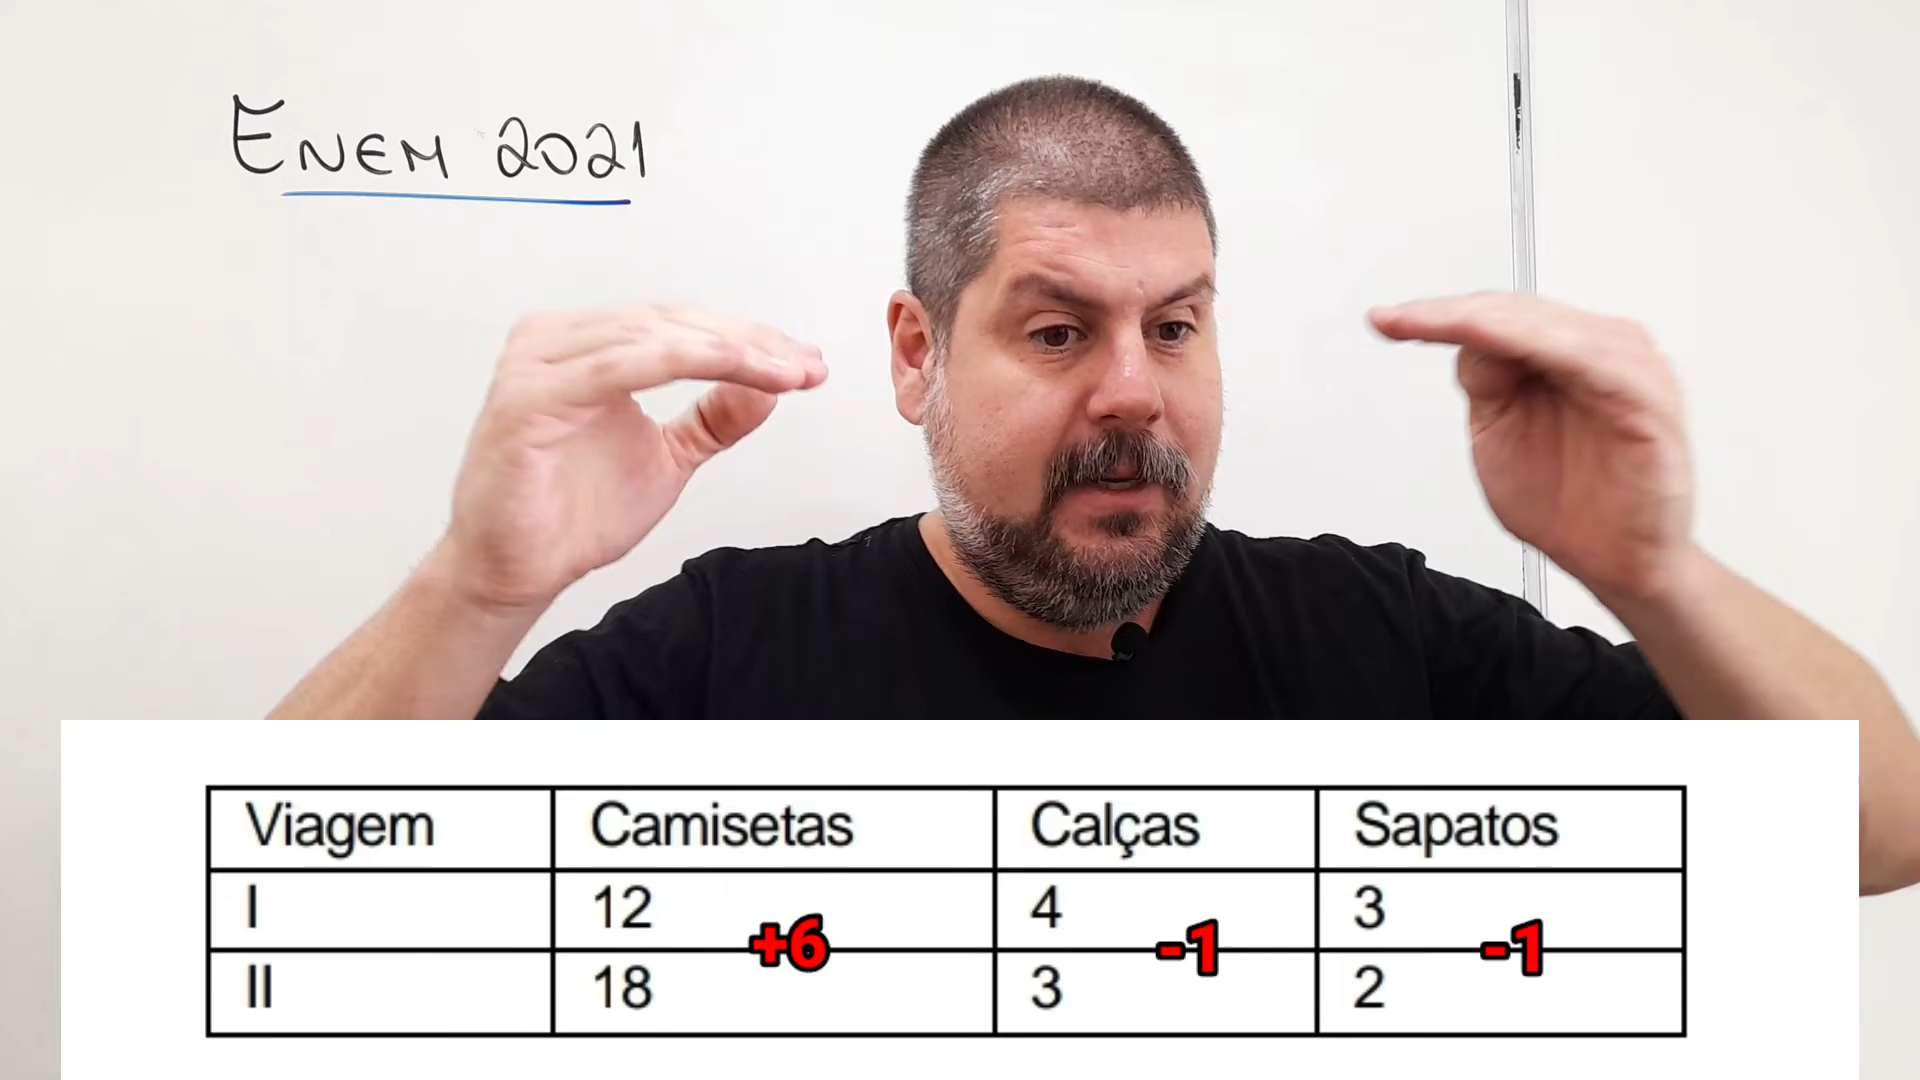 ENEM 2021
Viagem Camisetas Calças Sapatos
I 12 4 3
+6 -1 -1
II 18 3 2